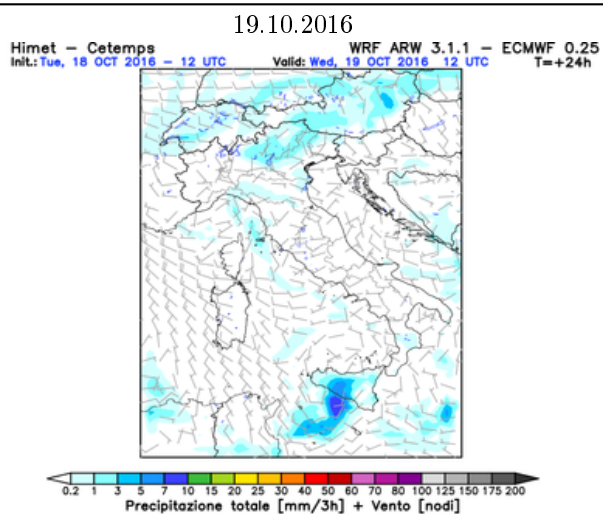 19.10.2016
Himet – Cetemps WRF ARW 3.1.1 – ECMWF 0.25
Init.: Tue, 18 OCT 2016 – 12 UTC Valid: Wed, 19 OCT 2016 12 UTC T=+24h
0.2 1 3 5 7 10 15 20 25 30 40 50 60 70 80 100 125 150 175 200
Precipitazione totale [mm/3h] + Vento [nodi]